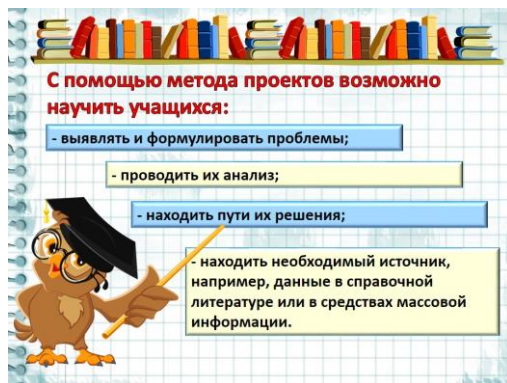 С помощью метода проектов возможно
научить учащихся:
- выявлять и формулировать проблемы;
- проводить их анализ;
- находить пути их решения;
- находить необходимый источник,
например, данные в справочной
литературе или в средствах массовой
информации.